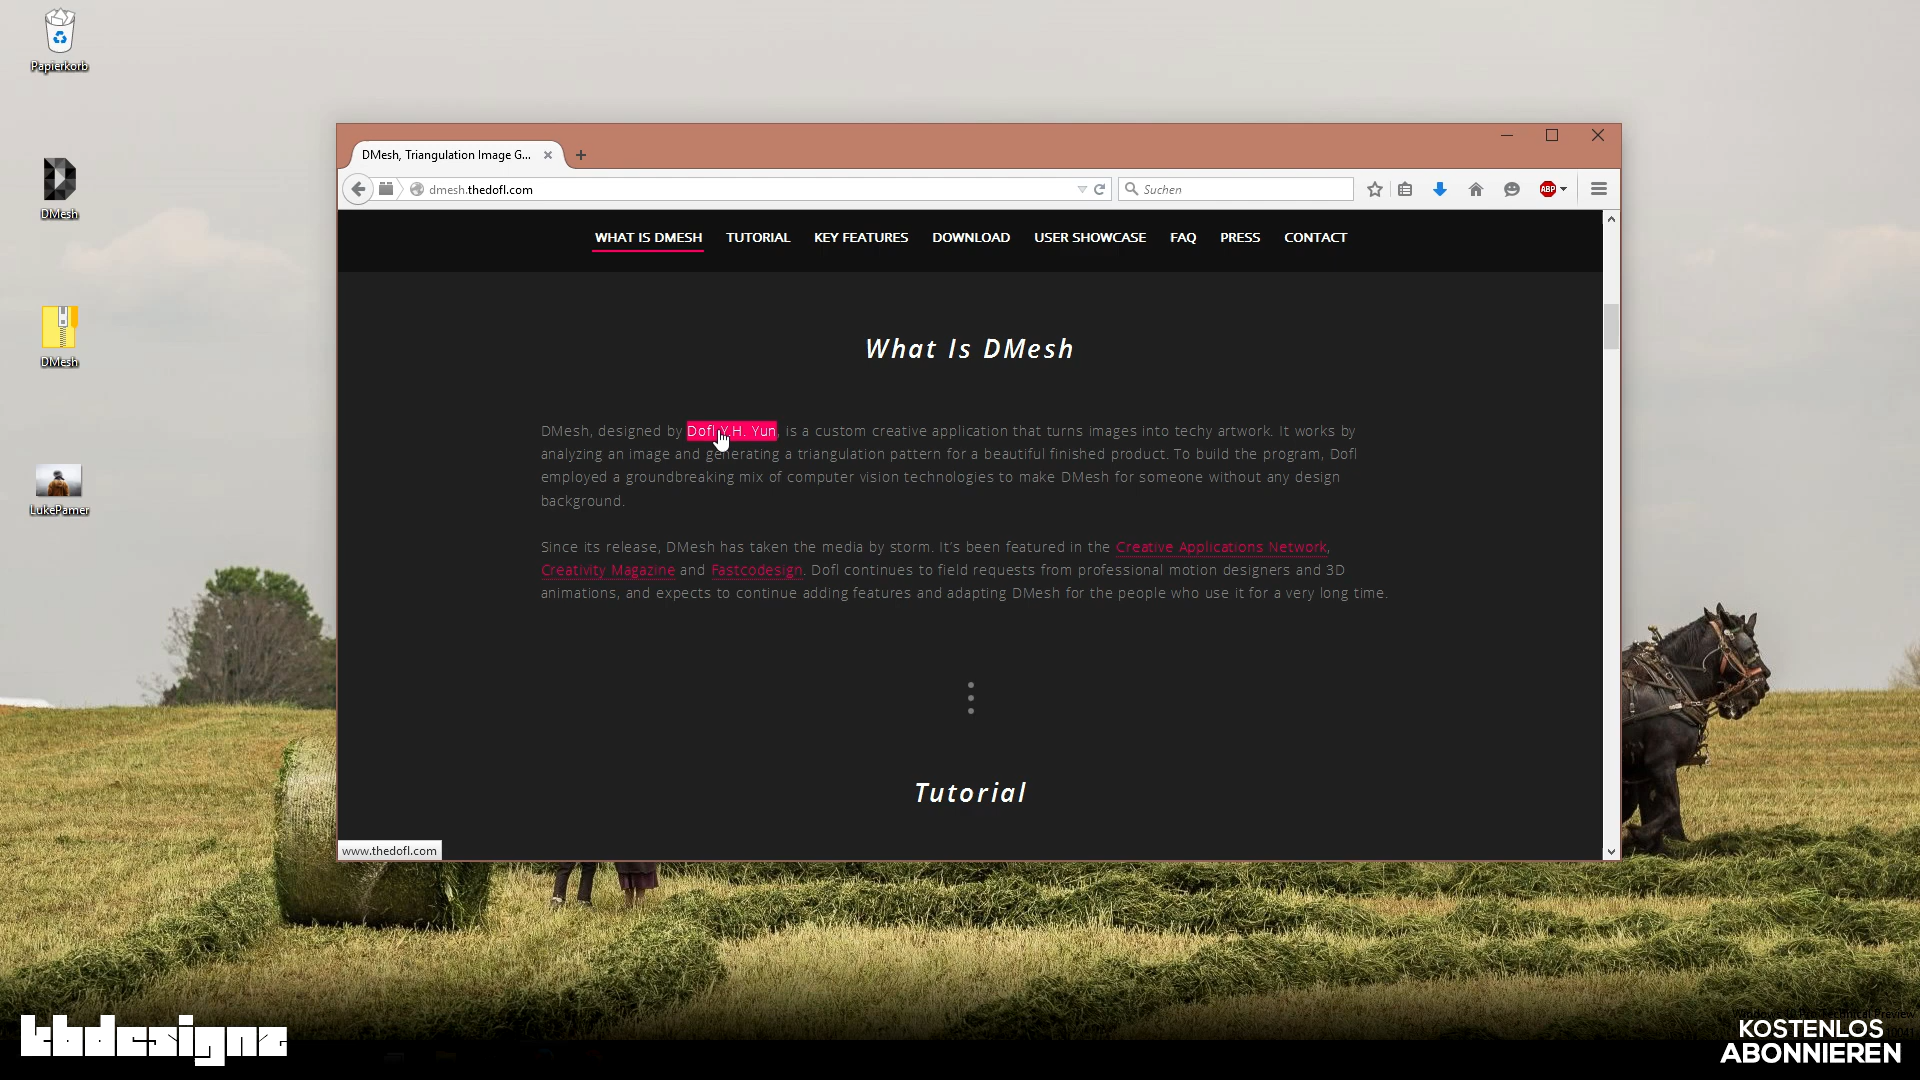 Papierkorb
DMesh
DMesh
LukePamer
DMesh, Triangulation Image G...
dmesh.thedofl.com
Suchen
ABP
WHAT IS DMESH TUTORIAL KEY FEATURES DOWNLOAD USER SHOWCASE FAQ PRESS CONTACT
What Is DMesh
DMesh, designed by Dofl Y.H. Yun, is a custom creative application that turns images into techy artwork. It works by
analyzing an image and generating a triangulation pattern for a beautiful finished product. To build the program, Dofl
employed a groundbreaking mix of computer vision technologies to make DMesh for someone without any design
background.
Since its release, DMesh has taken the media by storm. It's been featured in the Creative Applications Network,
Creativity Magazine and Fastcodesign. Dofl continues to field requests from professional motion designers and 3D
animations, and expects to continue adding features and adapting DMesh for the people who use it for a very long time.
Tutorial
www.thedofl.com
kbdesignz
KOSTENLOS
ABONNIEREN